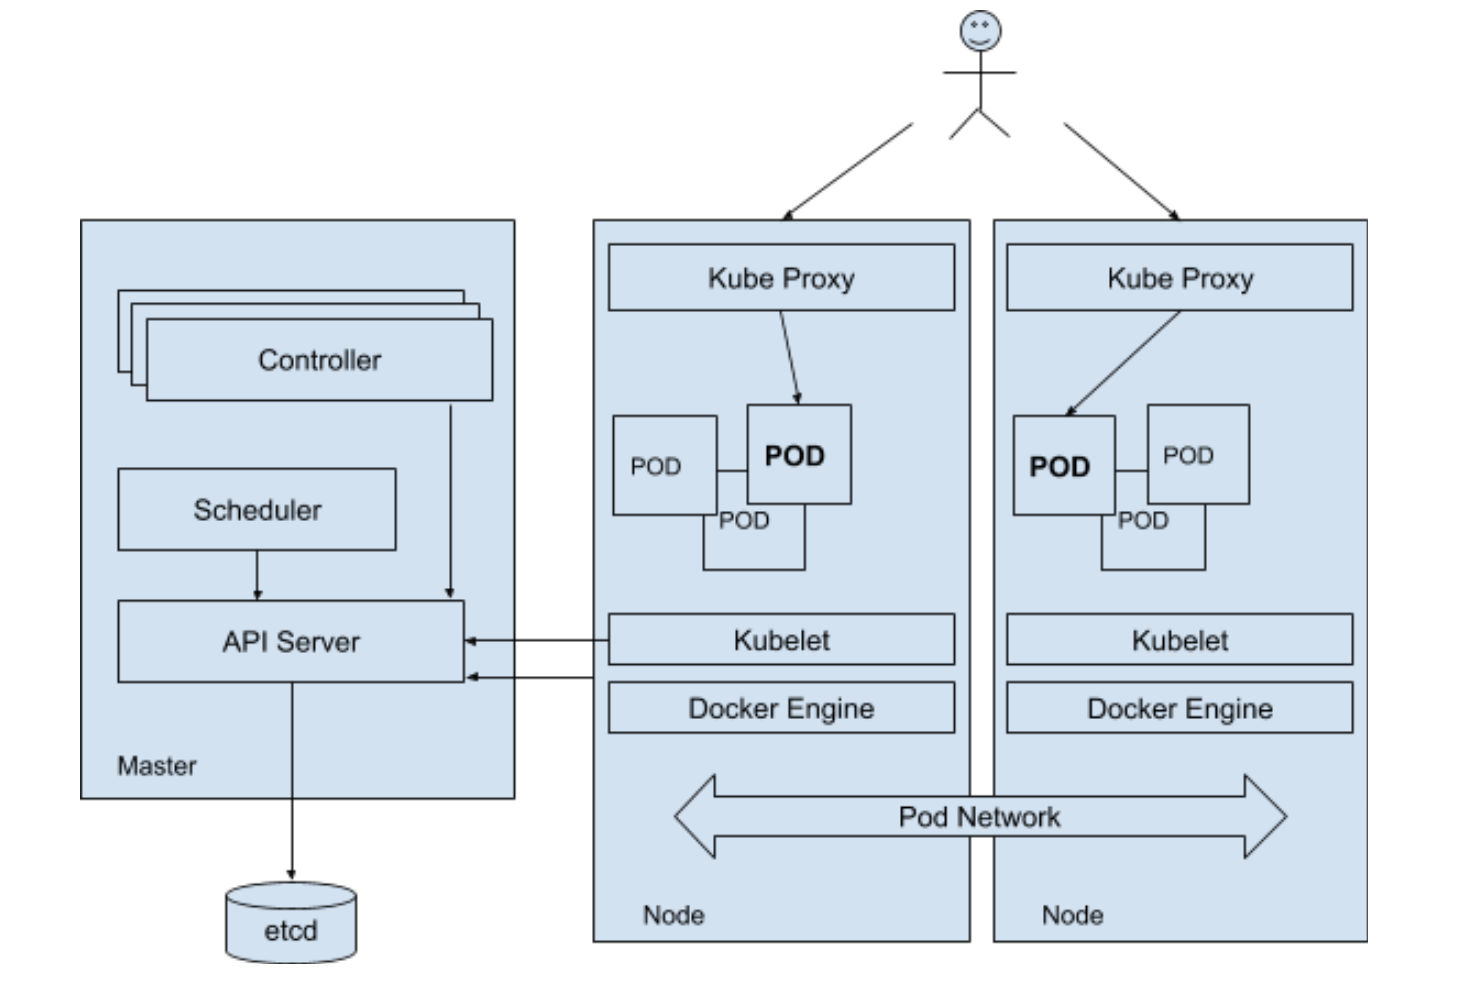 Controller
Scheduler
API Server
Master
etcd
Kube Proxy
POD
POD
POD
Kubelet
Docker Engine
Node
Kube Proxy
POD
POD
POD
Kubelet
Docker Engine
Pod Network
Node